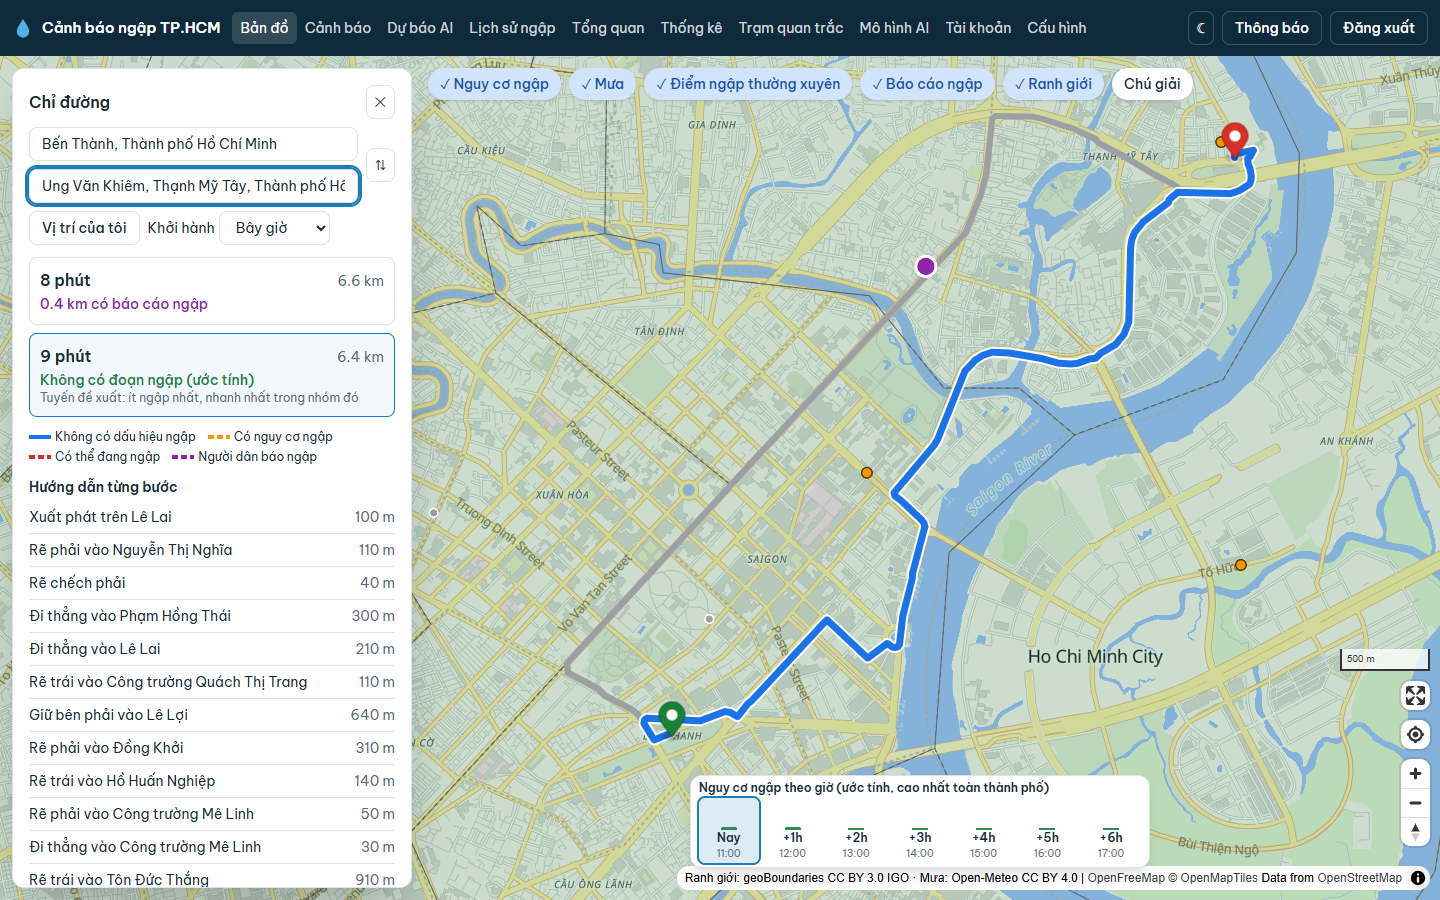 Cảnh báo ngập TP.HCM
Bản đồ
Cảnh báo
Dự báo AI
Lịch sử ngập
Tổng quan
Thống kê
Trạm quan trắc
Mô hình AI
Tài khoản
Cấu hình
Thông báo
Đăng xuất
✓ Nguy cơ ngập
✓ Mưa
✓ Điểm ngập thường xuyên
✓ Báo cáo ngập
✓ Ranh giới
Chú giải
Chỉ đường
Bến Thành, Thành phố Hồ Chí Minh
Ung Văn Khiêm, Thạnh Mỹ Tây, Thành phố Hồ
Vị trí của tôi
Khởi hành
Bây giờ
8 phút
6.6 km
0.4 km có báo cáo ngập
9 phút
6.4 km
Không có đoạn ngập (ước tính)
Tuyến đề xuất: ít ngập nhất, nhanh nhất trong nhóm đó
Không có dấu hiệu ngập
Có nguy cơ ngập
Có thể đang ngập
Người dân báo ngập
Hướng dẫn từng bước
Xuất phát trên Lê Lai 100 m
Rẽ phải vào Nguyễn Thị Nghĩa 110 m
Rẽ chếch phải 40 m
Đi thẳng vào Phạm Hồng Thái 300 m
Đi thẳng vào Lê Lai 210 m
Rẽ trái vào Công trường Quách Thị Trang 110 m
Giữ bên phải vào Lê Lợi 640 m
Rẽ phải vào Đồng Khởi 310 m
Rẽ trái vào Hồ Huấn Nghiệp 140 m
Rẽ phải vào Công trường Mê Linh 50 m
Đi thẳng vào Công trường Mê Linh 30 m
Rẽ trái vào Tôn Đức Thắng 910 m
GIA DINH
CẦU KIỆU
THẠNH MỸ TÂY
Xuân Thủy
TÂN ĐỊNH
Pasteur Street
XUÂN HÒA
Truong Dinh Street
SAIGON
Vo Van Tan Street
Pasteur Street
Saigon River
AN KHÁNH
Tố Hữu
Ho Chi Minh City
CẦU ÔNG LÃNH
Bùi Thiện Ngộ
500 m
Nguy cơ ngập theo giờ (ước tính, cao nhất toàn thành phố)
Nay +1h +2h +3h +4h +5h +6h
11:00 12:00 13:00 14:00 15:00 16:00 17:00
Ranh giới: geoBoundaries CC BY 3.0 IGO · Mưa: Open-Meteo CC BY 4.0 | OpenFreeMap © OpenMapTiles Data from OpenStreetMap